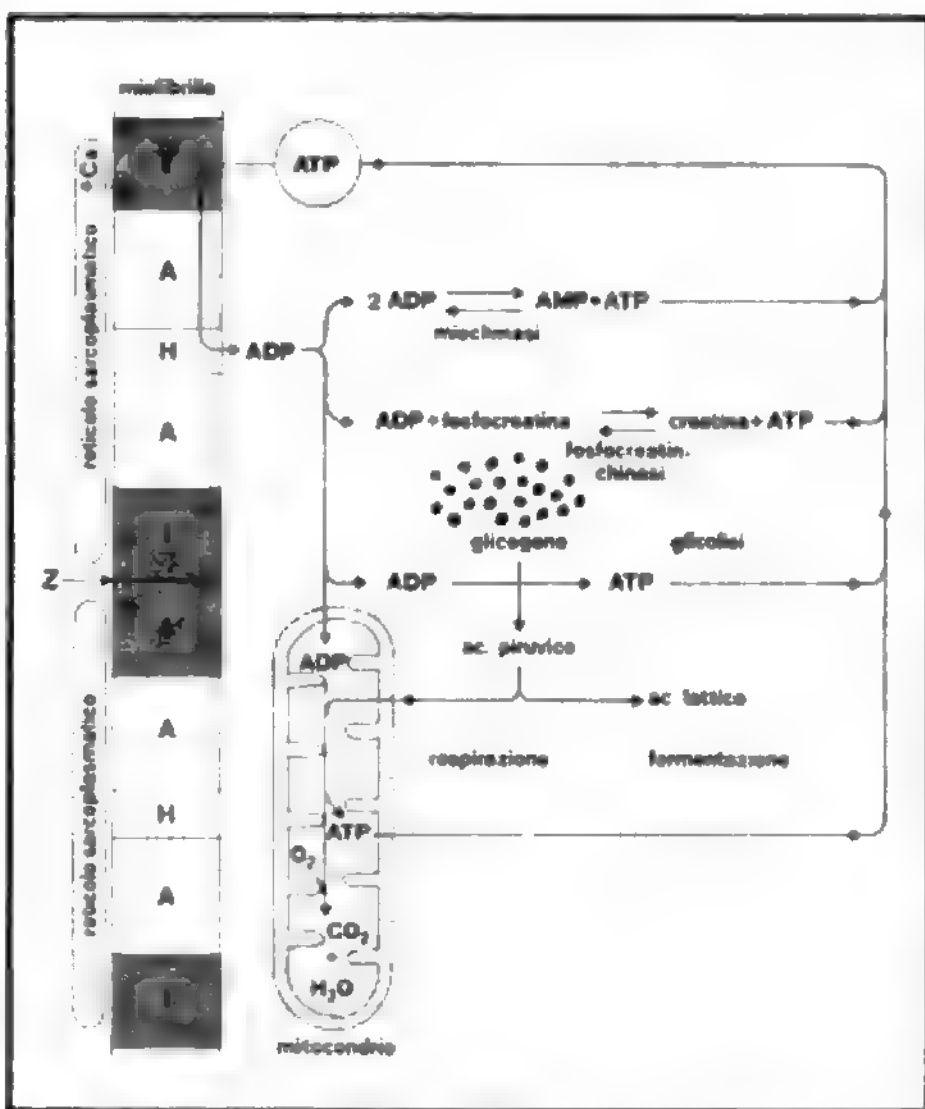 miofibrilla
ATP
Ca
reticolo sarcoplasmatico
A
2 ADP AMP+ATP
miochinasi
H
ADP
A
ADP+fosfocreatina creatina+ATP
fosfocreatin-
chinasi
I
glicogeno glicolisi
Z
ADP ATP
ac. piruvico
ADP
ac. lattico
reticolo sarcoplasmatico
A
respirazione fermentazione
H
ATP
O₂
A
CO₂
H₂O
I
mitocondrio